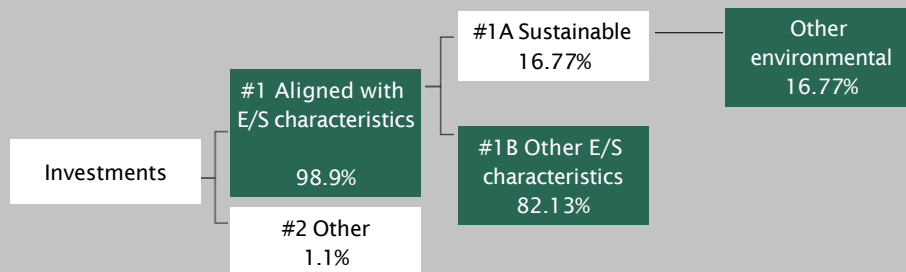 Investments
#1 Aligned with
E/S characteristics
98.9%
#2 Other
1.1%
#1A Sustainable
16.77%
#1B Other E/S
characteristics
82.13%
Other
environmental
16.77%